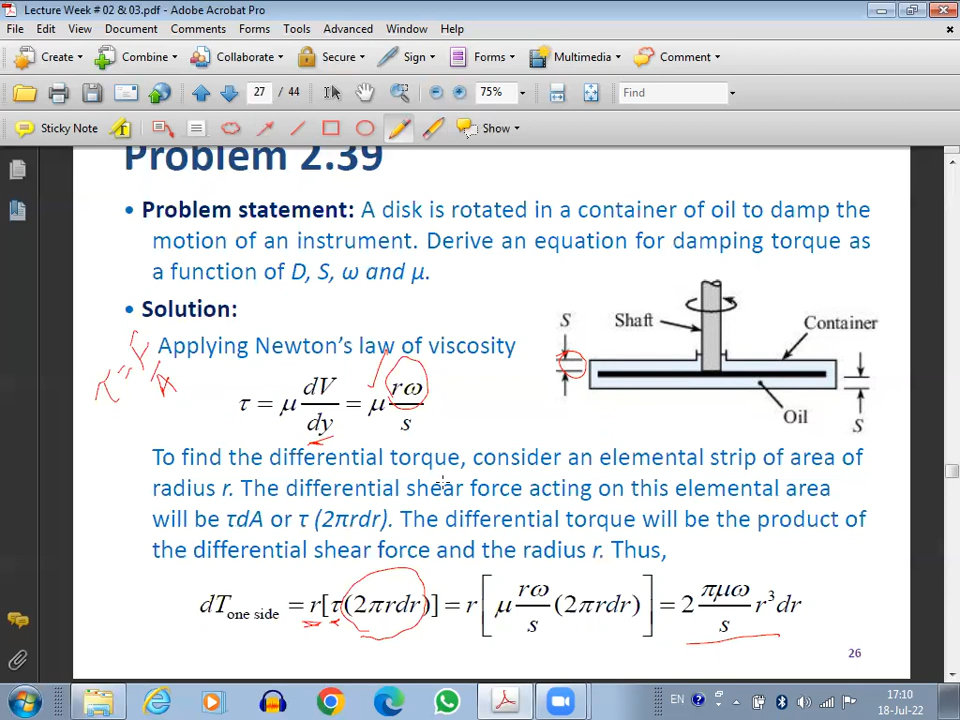 Lecture Week # 02 & 03.pdf - Adobe Acrobat Pro
File Edit View Document Comments Forms Tools Advanced Window Help
Create Combine Collaborate Secure Sign Forms Multimedia Comment
27 / 44 75% Find
Sticky Note Show
Problem 2.39
• Problem statement: A disk is rotated in a container of oil to damp the
motion of an instrument. Derive an equation for damping torque as
a function of D, S, ω and μ.
• Solution:
Applying Newton's law of viscosity
τ = μ dV/dy = μ rω/s
S
Shaft
Container
Oil
S
To find the differential torque, consider an elemental strip of area of
radius r. The differential shear force acting on this elemental area
will be τdA or τ (2πrdr). The differential torque will be the product of
the differential shear force and the radius r. Thus,
dT one side = r[τ(2πrdr)] = r[μ rω/s (2πrdr)] = 2 πμω/s r³dr
26
EN 17:10
18-Jul-22